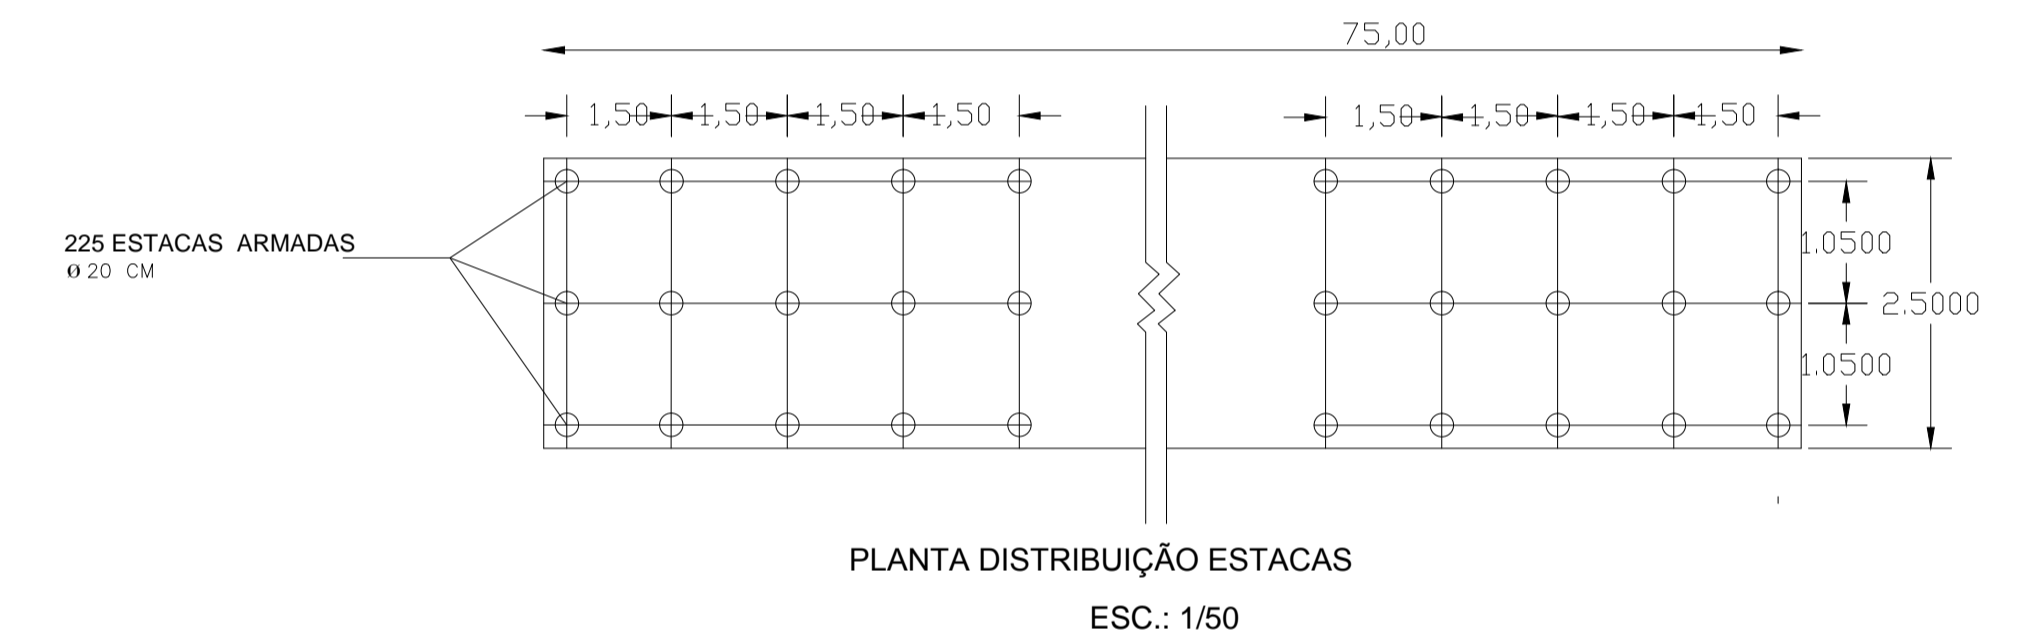 75,00
1,50 1,50 1,50 1,50 1,50 1,50 1,50 1,50
225 ESTACAS ARMADAS
Ø 20 CM
1.0500
2.5000
1.0500
PLANTA DISTRIBUIÇÃO ESTACAS
ESC.: 1/50